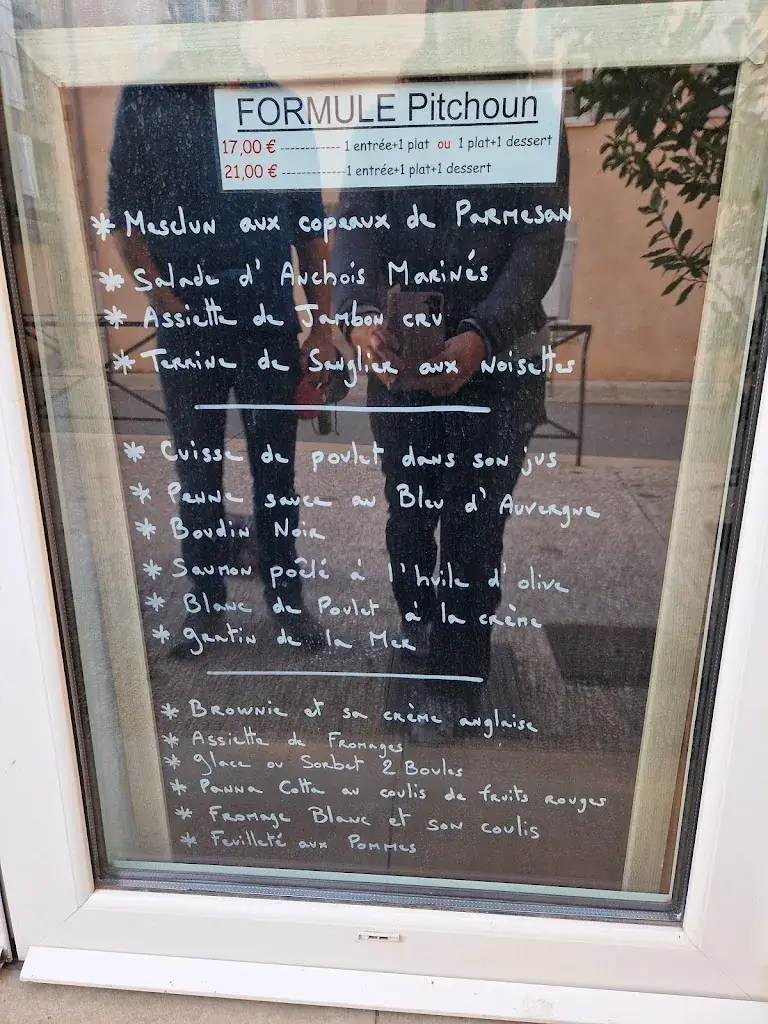 FORMULE Pitchoun
17,00 € ------------ 1 entrée+1 plat ou 1 plat+1 dessert
21,00 € -------------1 entrée+1 plat+1 dessert
* Mesclun aux copeaux de Parmesan
* Salade d'Anchois Marinés
* Assiette de Jambon cru
* Terrine de Sanglier aux Noisettes
* Cuisse de poulet dans son jus
* Penne sauce au Bleu d'Auvergne
* Boudin Noir
* Saumon poêlé à l'huile d'olive
* Blanc de Poulet à la crème
* gratin de la Mer
* Brownie et sa crème anglaise
* Assiette de Fromages
* glace ou Sorbet 2 Boules
* Panna Cotta au coulis de fruits rouges
* Fromage Blanc et son coulis
* Feuilleté aux Pommes